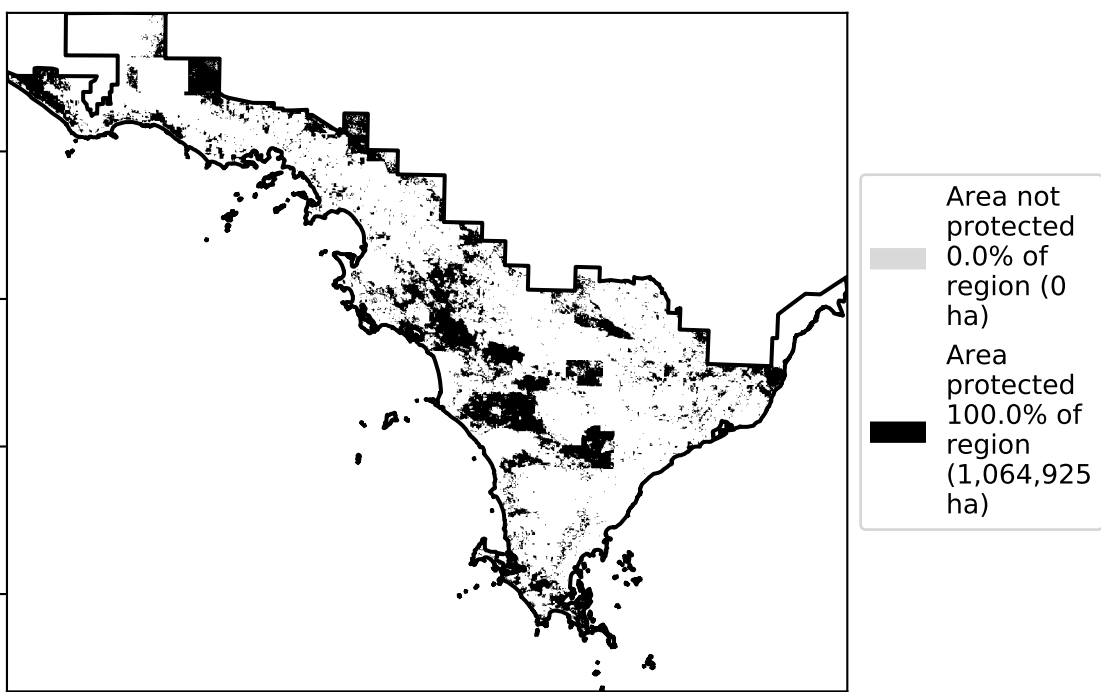 Area not
protected
0.0% of
region (0
ha)
Area
protected
100.0% of
region
(1,064,925
ha)